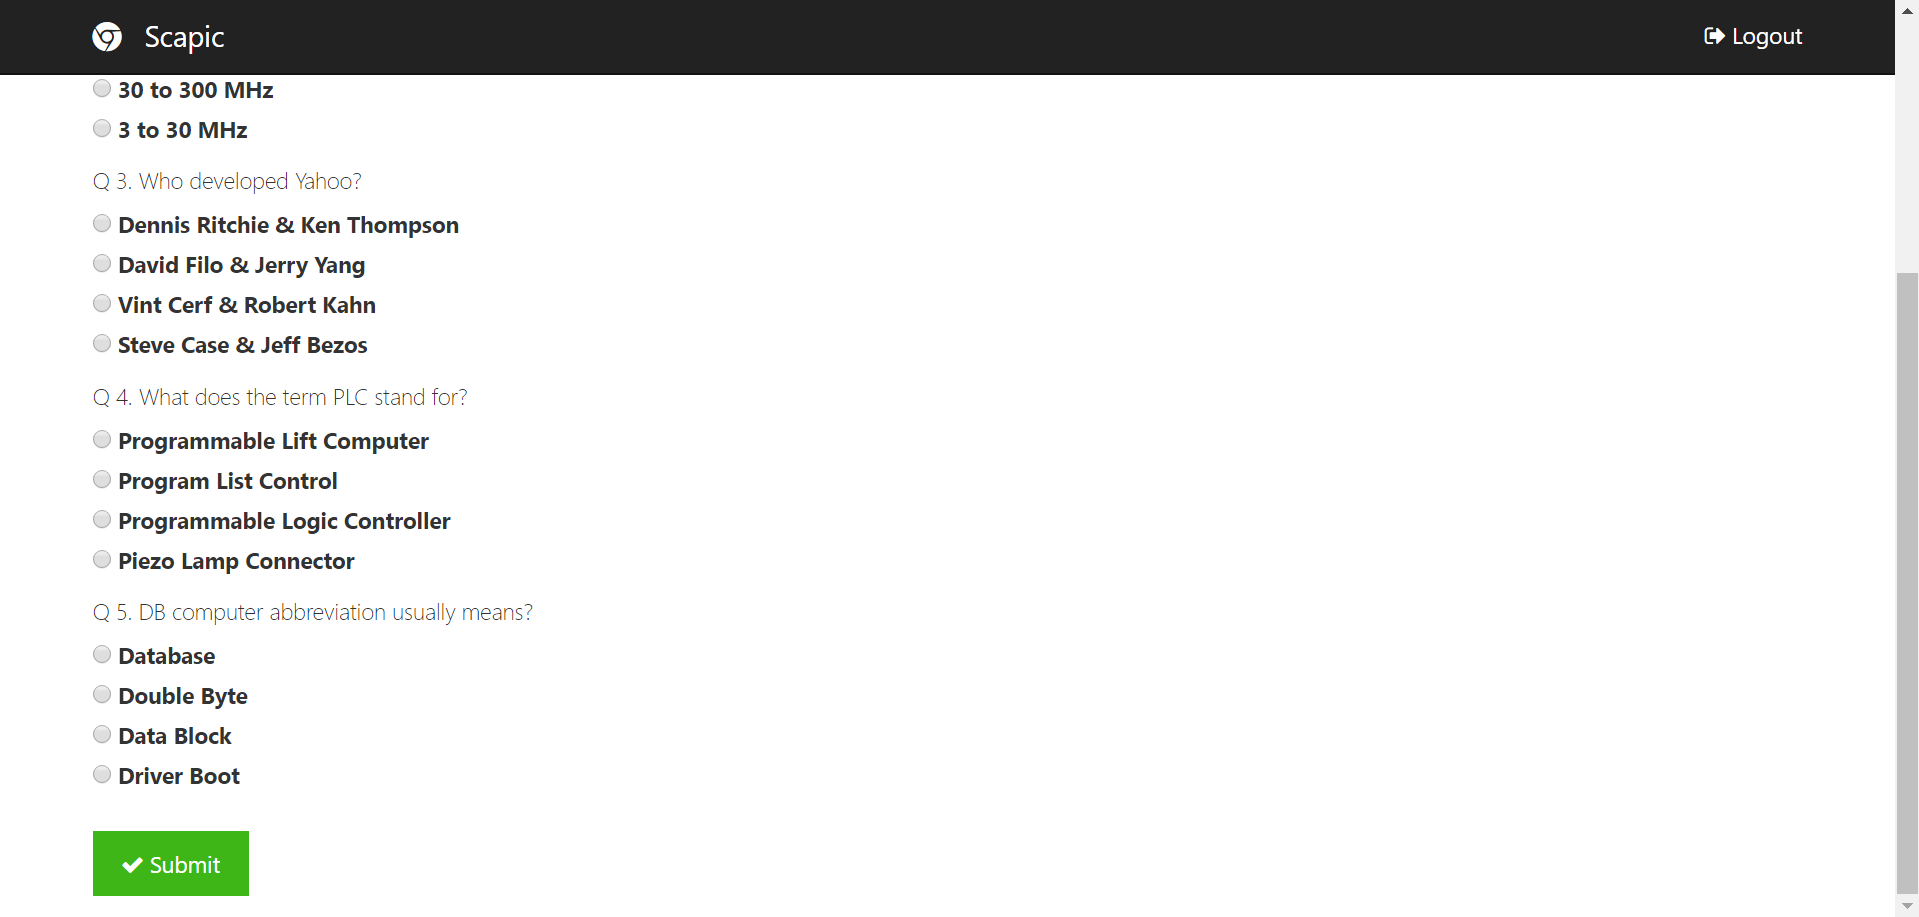 Scapic
Logout
30 to 300 MHz
3 to 30 MHz
Q 3. Who developed Yahoo?
Dennis Ritchie & Ken Thompson
David Filo & Jerry Yang
Vint Cerf & Robert Kahn
Steve Case & Jeff Bezos
Q 4. What does the term PLC stand for?
Programmable Lift Computer
Program List Control
Programmable Logic Controller
Piezo Lamp Connector
Q 5. DB computer abbreviation usually means?
Database
Double Byte
Data Block
Driver Boot
Submit